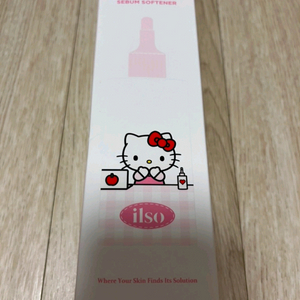 SEBUM SOFTENER
ilso
Where Your Skin Finds Its Solution